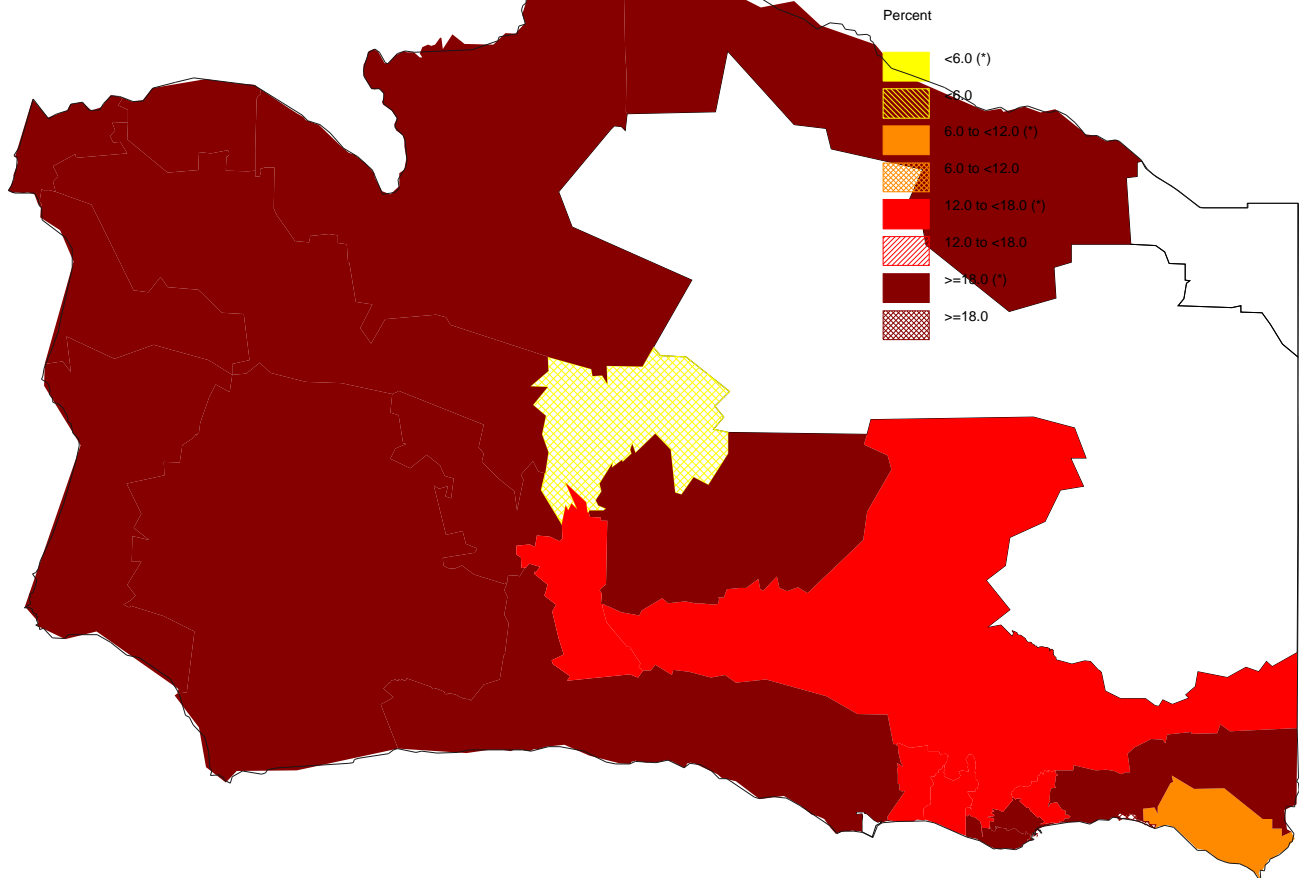 Percent
<6.0 (*)
<6.0
6.0 to <12.0 (*)
6.0 to <12.0
12.0 to <18.0 (*)
12.0 to <18.0
>=18.0 (*)
>=18.0